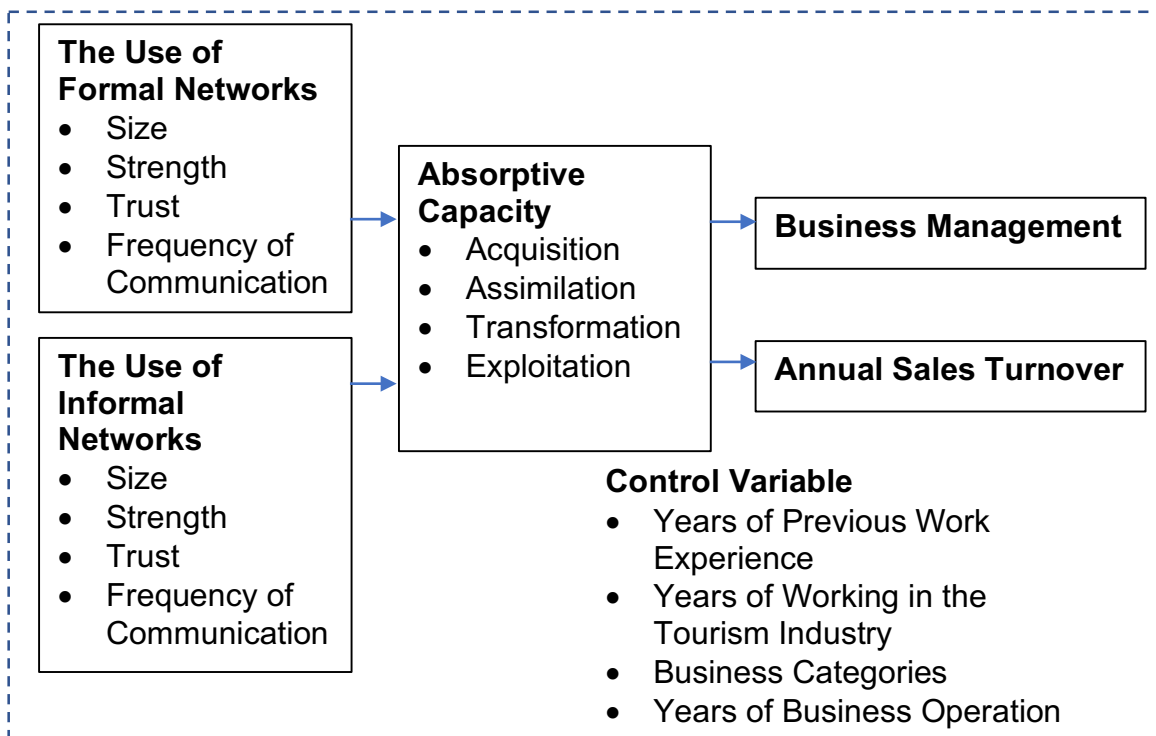 The Use of
Formal Networks
• Size
• Strength
• Trust
• Frequency of
Communication
The Use of
Informal
Networks
• Size
• Strength
• Trust
• Frequency of
Communication
Absorptive
Capacity
• Acquisition
• Assimilation
• Transformation
• Exploitation
Business Management
Annual Sales Turnover
Control Variable
• Years of Previous Work
Experience
• Years of Working in the
Tourism Industry
• Business Categories
• Years of Business Operation